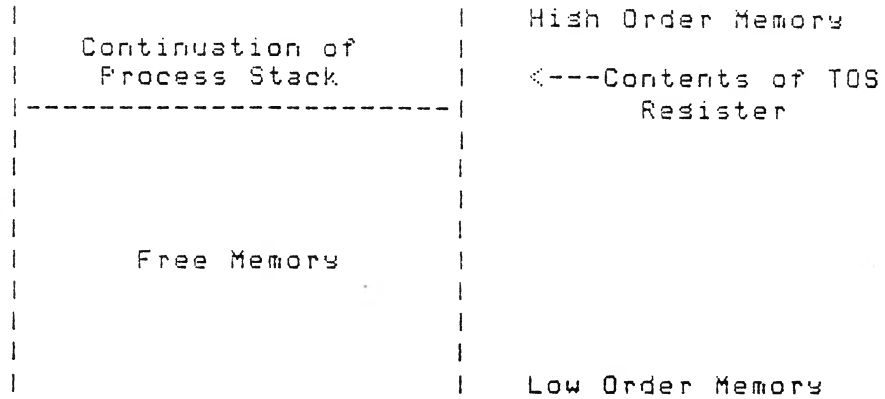 High Order Memory
Continuation of
Process Stack
<---Contents of TOS
Register
Free Memory
Low Order Memory